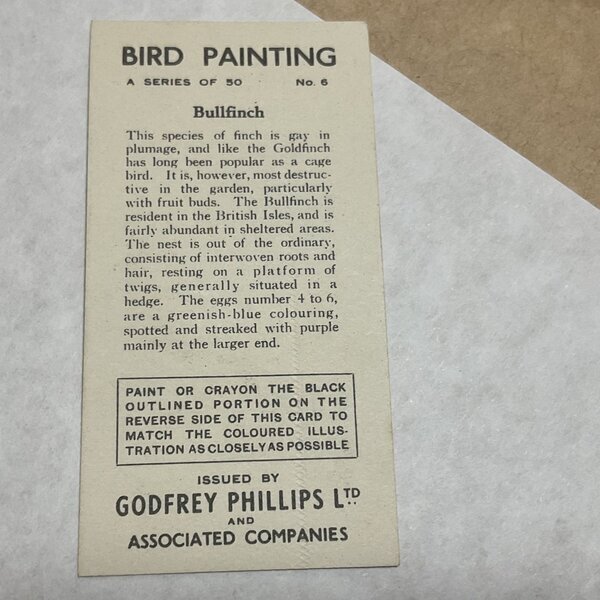 BIRD PAINTING
A SERIES OF 50 No. 6
Bullfinch
This species of finch is gay in
plumage, and like the Goldfinch
has long been popular as a cage
bird. It is, however, most destruc-
tive in the garden, particularly
with fruit buds. The Bullfinch is
resident in the British Isles, and is
fairly abundant in sheltered areas.
The nest is out of the ordinary,
consisting of interwoven roots and
hair, resting on a platform of
twigs, generally situated in a
hedge. The eggs number 4 to 6,
are a greenish-blue colouring,
spotted and streaked with purple
mainly at the larger end.
PAINT OR CRAYON THE BLACK
OUTLINED PORTION ON THE
REVERSE SIDE OF THIS CARD TO
MATCH THE COLOURED ILLUS-
TRATION AS CLOSELY AS POSSIBLE
ISSUED BY
GODFREY PHILLIPS LTD
AND
ASSOCIATED COMPANIES